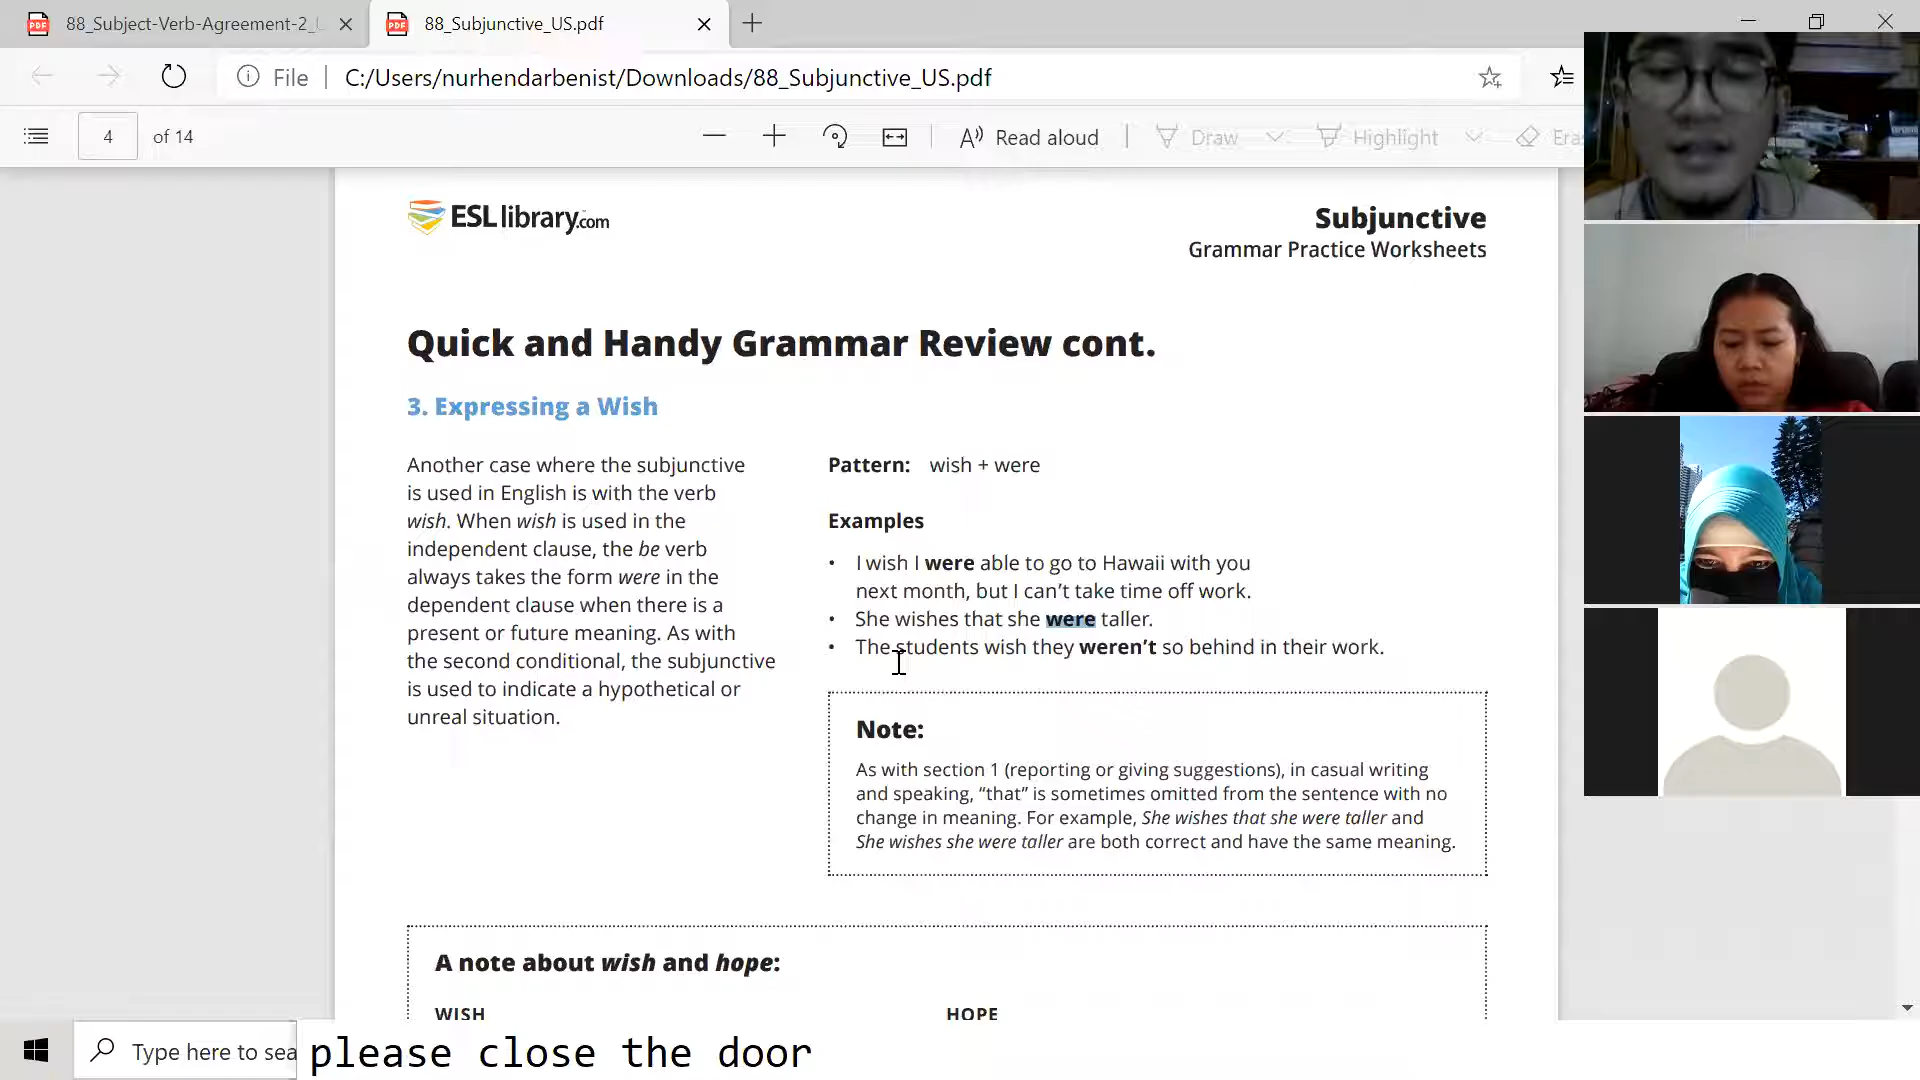 88_Subject-Verb-Agreement-2_
88_Subjunctive_US.pdf
File
C:/Users/nurhendarbenist/Downloads/88_Subjunctive_US.pdf
4
of 14
Read aloud
Draw
Highlight
Era
ESL library.com
Subjunctive
Grammar Practice Worksheets
Quick and Handy Grammar Review cont.
3. Expressing a Wish
Another case where the subjunctive
is used in English is with the verb
wish. When wish is used in the
independent clause, the be verb
always takes the form were in the
dependent clause when there is a
present or future meaning. As with
the second conditional, the subjunctive
is used to indicate a hypothetical or
unreal situation.
Pattern: wish + were
Examples
• I wish I were able to go to Hawaii with you
next month, but I can’t take time off work.
• She wishes that she were taller.
• The students wish they weren’t so behind in their work.
Note:
As with section 1 (reporting or giving suggestions), in casual writing
and speaking, “that” is sometimes omitted from the sentence with no
change in meaning. For example, She wishes that she were taller and
She wishes she were taller are both correct and have the same meaning.
A note about wish and hope:
WISH
HOPE
Type here to sea
please close the door